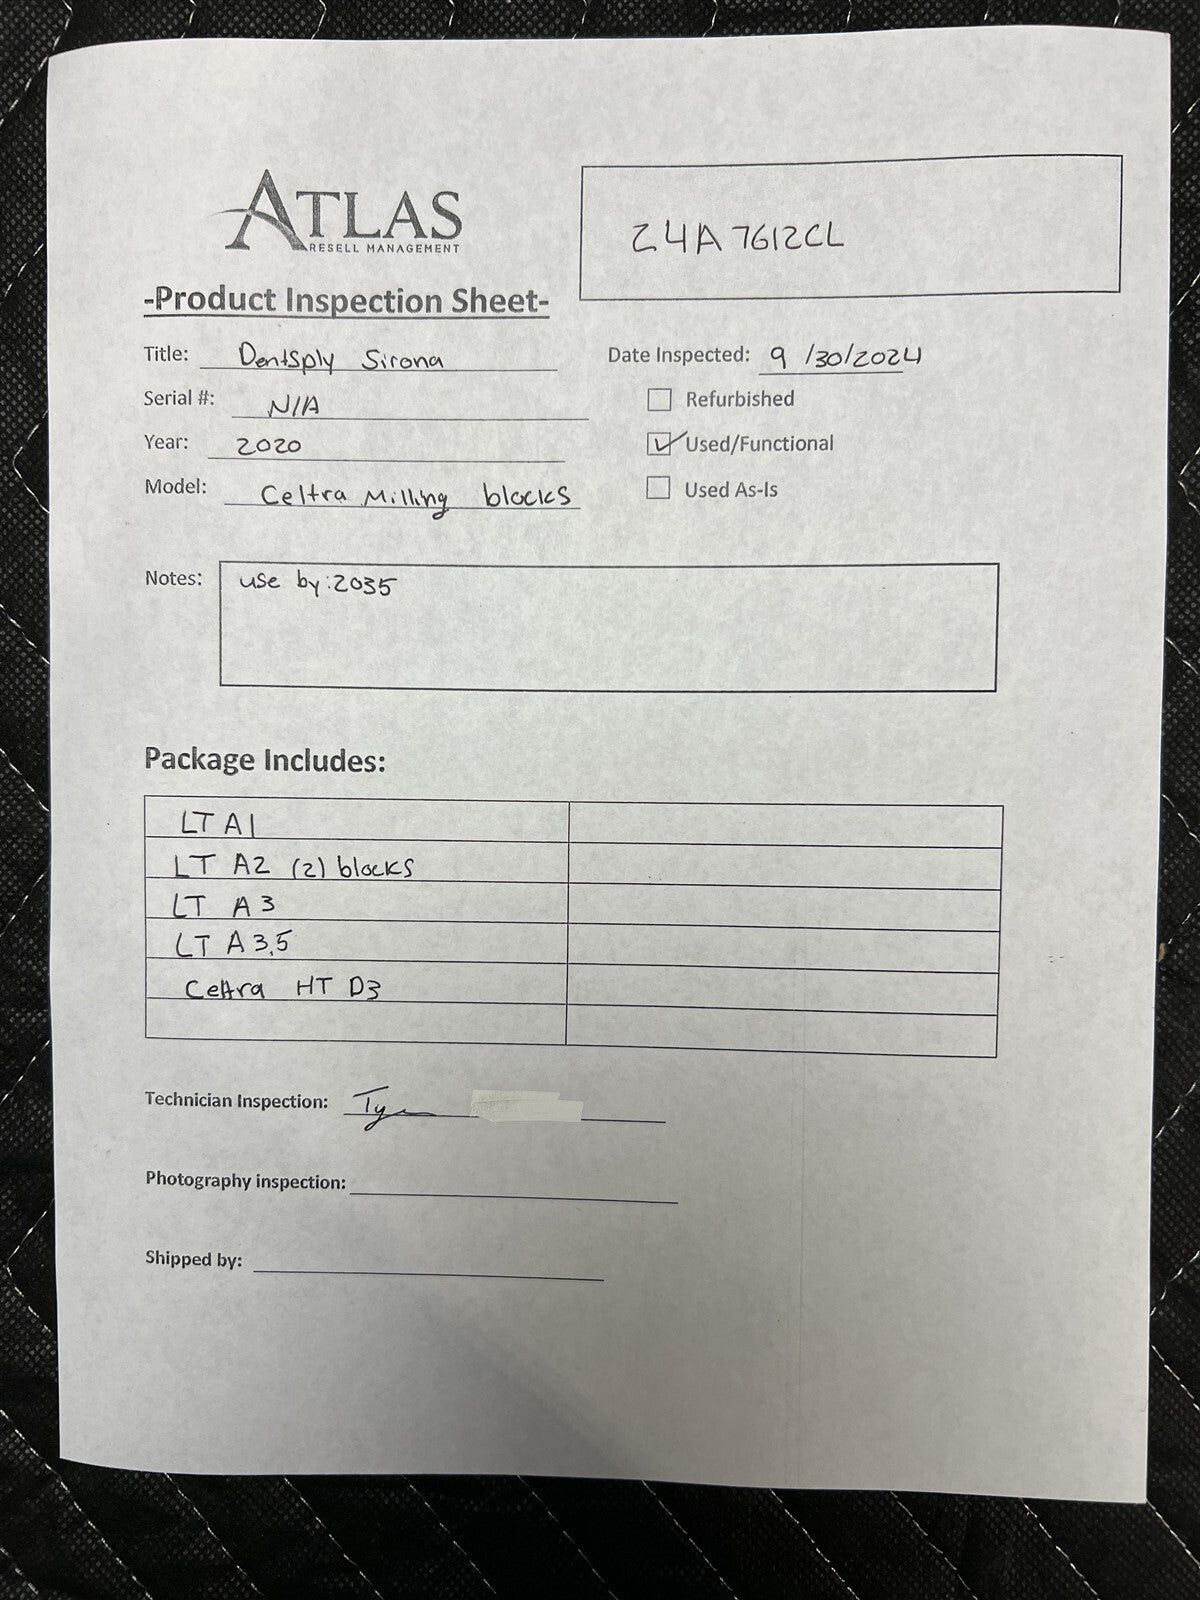 ATLAS
RESELL MANAGEMENT
24A7612CL
-Product Inspection Sheet-
Title: Dentsply Sirona
Date Inspected: 9/30/2024
Serial #: N/A
Refurbished
Year: 2020
Used/Functional
Model: Celtra Milling blocks
Used As-Is
Notes: use by:2035
Package Includes:
LT A1
LT A2 (2) blocks
LT A3
LT A3.5
Celtra HT D3
Technician Inspection:
Photography inspection:
Shipped by: